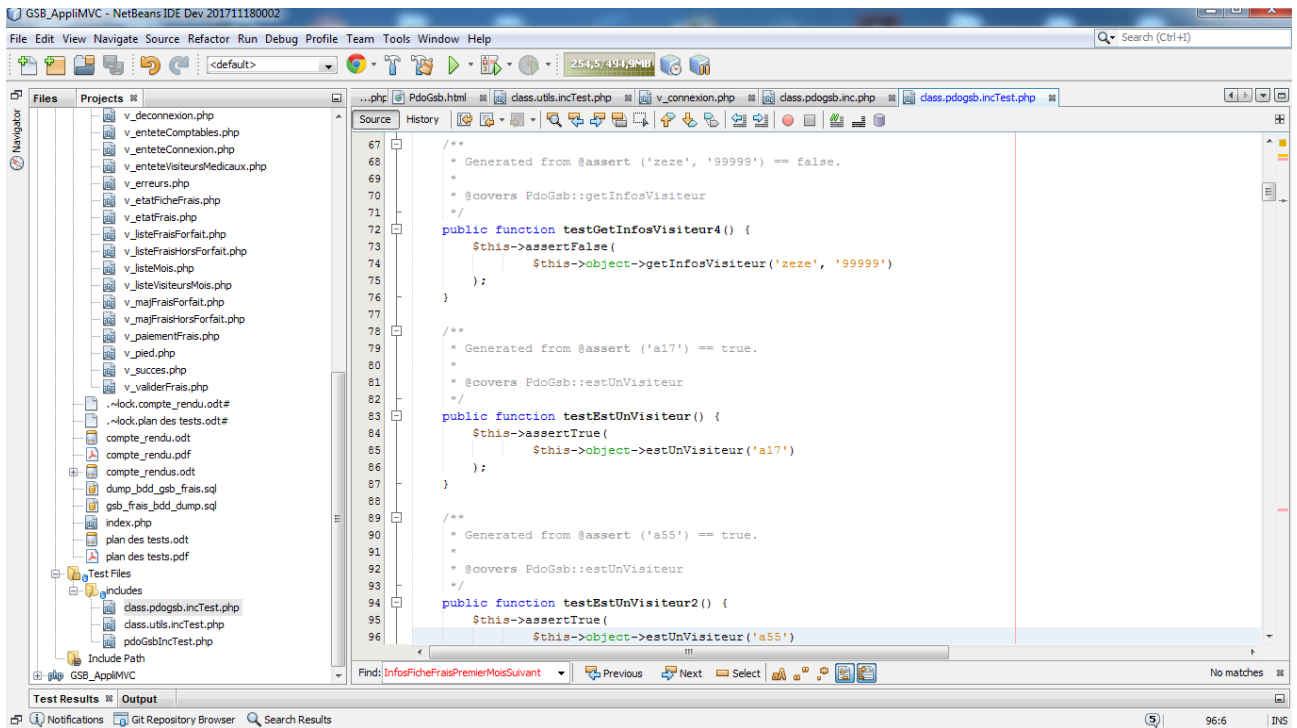 GSB_AppliMVC - NetBeans IDE Dev 201711180002
File Edit View Navigate Source Refactor Run Debug Profile Team Tools Window Help
Search (Ctrl+I)
<default>
254,5/494,9MB
Files Projects
Navigator
v_deconnexion.php
v_enteteComptables.php
v_enteteConnexion.php
v_enteteVisiteursMedicaux.php
v_erreurs.php
v_etatFicheFrais.php
v_etatFrais.php
v_listeFraisForfait.php
v_listeFraisHorsForfait.php
v_listeMois.php
v_listeVisiteursMois.php
v_majFraisForfait.php
v_majFraisHorsForfait.php
v_paiementFrais.php
v_pied.php
v_succes.php
v_validerFrais.php
.~lock.compte_rendu.odt#
.~lock.plan des tests.odt#
compte_rendu.odt
compte_rendu.pdf
compte_rendus.odt
dump_bdd_gsb_frais.sql
gsb_frais_bdd_dump.sql
index.php
plan des tests.odt
plan des tests.pdf
Test Files
includes
class.pdogsb.incTest.php
class.utils.incTest.php
pdoGsbIncTest.php
Include Path
php GSB_AppliMVC
...php PdoGsb.html class.utils.incTest.php v_connexion.php class.pdogsb.inc.php class.pdogsb.incTest.php
Source History
67 /**
68 * Generated from @assert ('zeze', '99999') == false.
69 *
70 * @covers PdoGsb::getInfosVisiteur
71 */
72 public function testGetInfosVisiteur4() {
73 $this->assertFalse(
74 $this->object->getInfosVisiteur('zeze', '99999')
75 );
76 }
77
78 /**
79 * Generated from @assert ('a17') == true.
80 *
81 * @covers PdoGsb::estUnVisiteur
82 */
83 public function testEstUnVisiteur() {
84 $this->assertTrue(
85 $this->object->estUnVisiteur('a17')
86 );
87 }
88
89 /**
90 * Generated from @assert ('a55') == true.
91 *
92 * @covers PdoGsb::estUnVisiteur
93 */
94 public function testEstUnVisiteur2() {
95 $this->assertTrue(
96 $this->object->estUnVisiteur('a55')
Find: InfosFicheFraisPremierMoisSuivant Previous Next Select No matches
Test Results Output
Notifications Git Repository Browser Search Results
5 96:6 INS